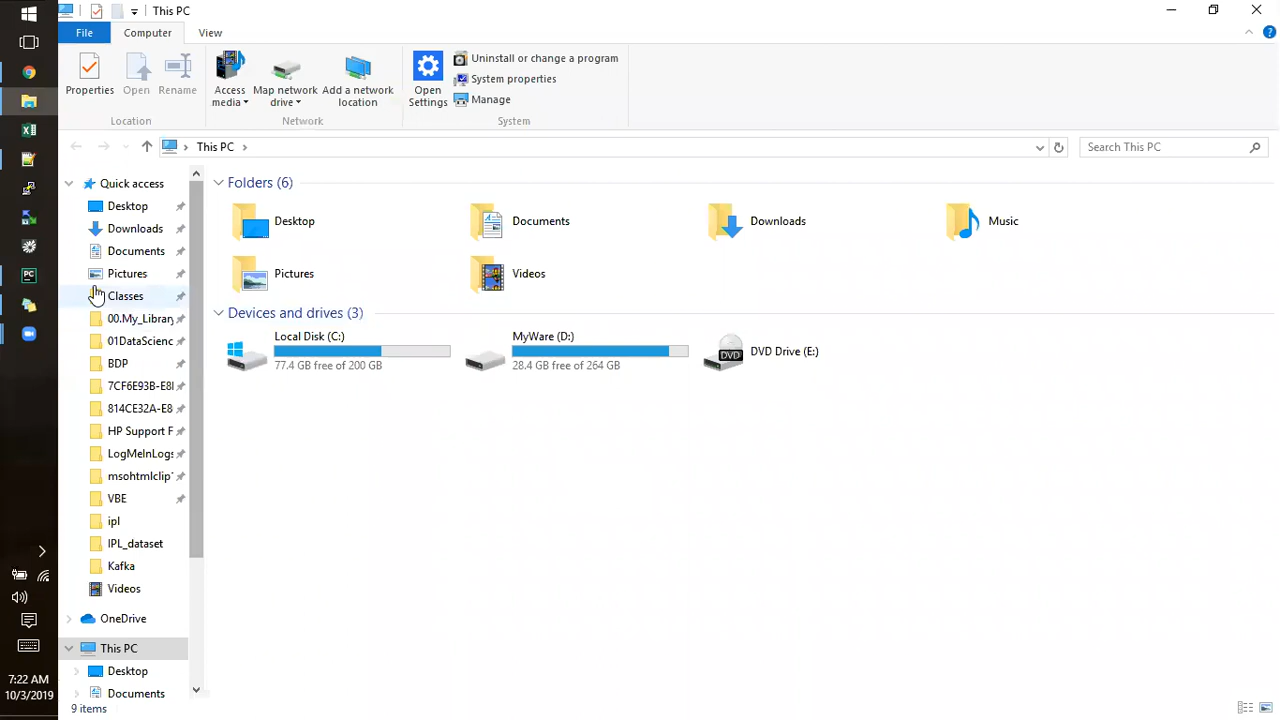 This PC
File
Computer
View
Properties
Open
Rename
Access media
Map network drive
Add a network location
Open Settings
Uninstall or change a program
System properties
Manage
Location
Network
System
This PC
Search This PC
Quick access
Desktop
Downloads
Documents
Pictures
Classes
00.My_Library
01DataScienc
BDP
7CF6E93B-E8
814CE32A-E8
HP Support F
LogMeInLogs
msohtmlclip
VBE
ipl
IPL_dataset
Kafka
Videos
OneDrive
This PC
Desktop
Documents
Folders (6)
Desktop
Documents
Downloads
Music
Pictures
Videos
Devices and drives (3)
Local Disk (C:)
77.4 GB free of 200 GB
MyWare (D:)
28.4 GB free of 264 GB
DVD
DVD Drive (E:)
PC
7:22 AM
10/3/2019
9 items